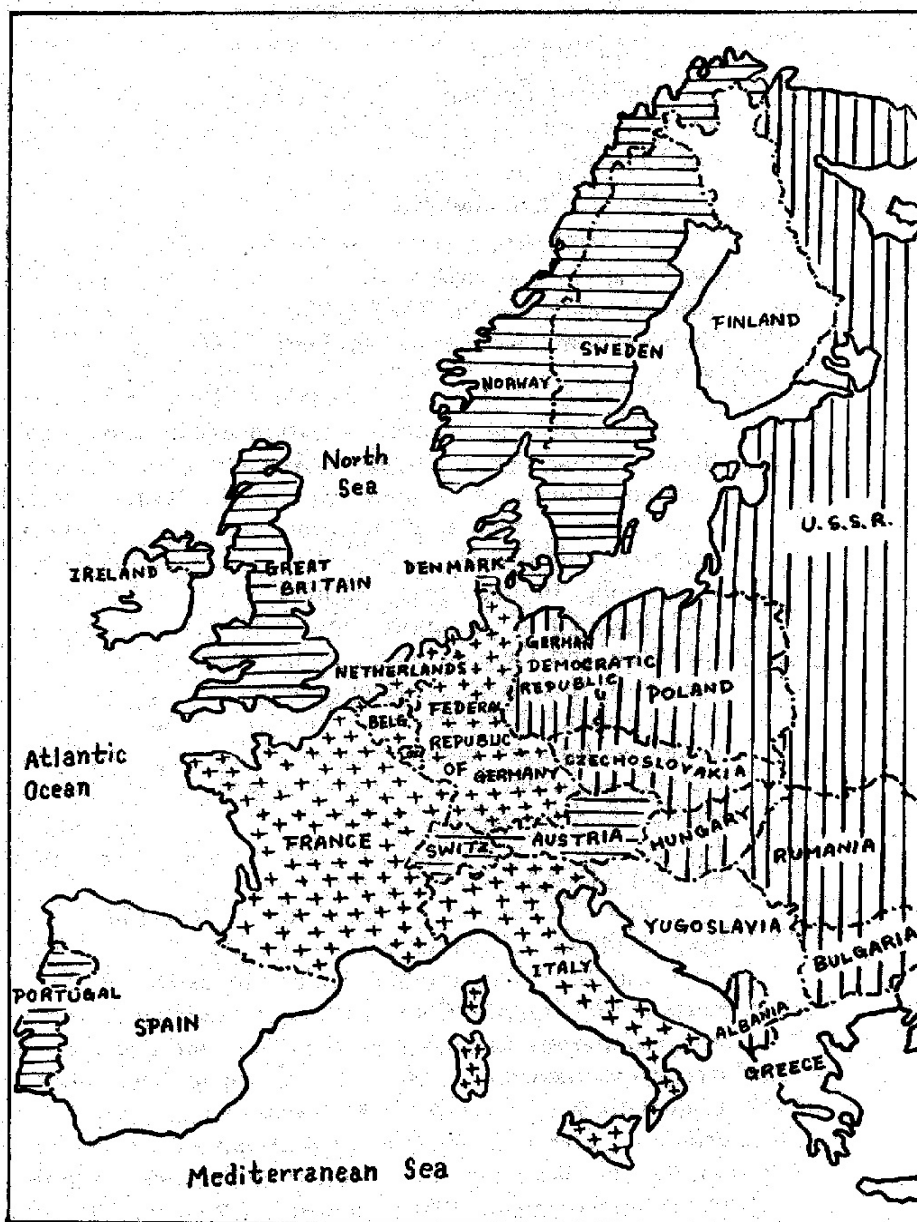 FINLAND
SWEDEN
NORWAY
North
Sea
U.S.S.R.
IRELAND
GREAT
BRITAIN
DENMARK
GERMAN
DEMOCRATIC
REPUBLIC
NETHERLANDS
POLAND
BELG.
FEDERAL
REPUBLIC
OF GERMANY
CZECHOSLOVAKIA
Atlantic
Ocean
FRANCE
SWITZ.
AUSTRIA
HUNGARY
RUMANIA
YUGOSLAVIA
BULGARIA
ITALY
PORTUGAL
SPAIN
ALBANIA
GREECE
Mediterranean Sea